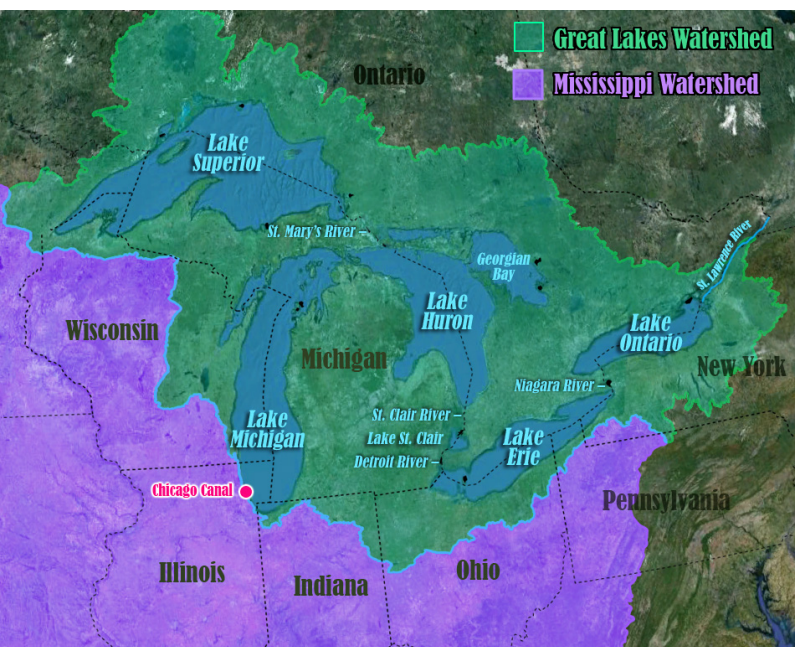 Great Lakes Watershed
Mississippi Watershed
Ontario
Lake
Superior
St. Mary's River
Georgian
Bay
St. Lawrence River
Lake
Huron
Lake
Ontario
Wisconsin
Michigan
New York
Niagara River
Lake
Michigan
St. Clair River
Lake St. Clair
Detroit River
Lake
Erie
Chicago Canal
Pennsylvania
Illinois
Indiana
Ohio